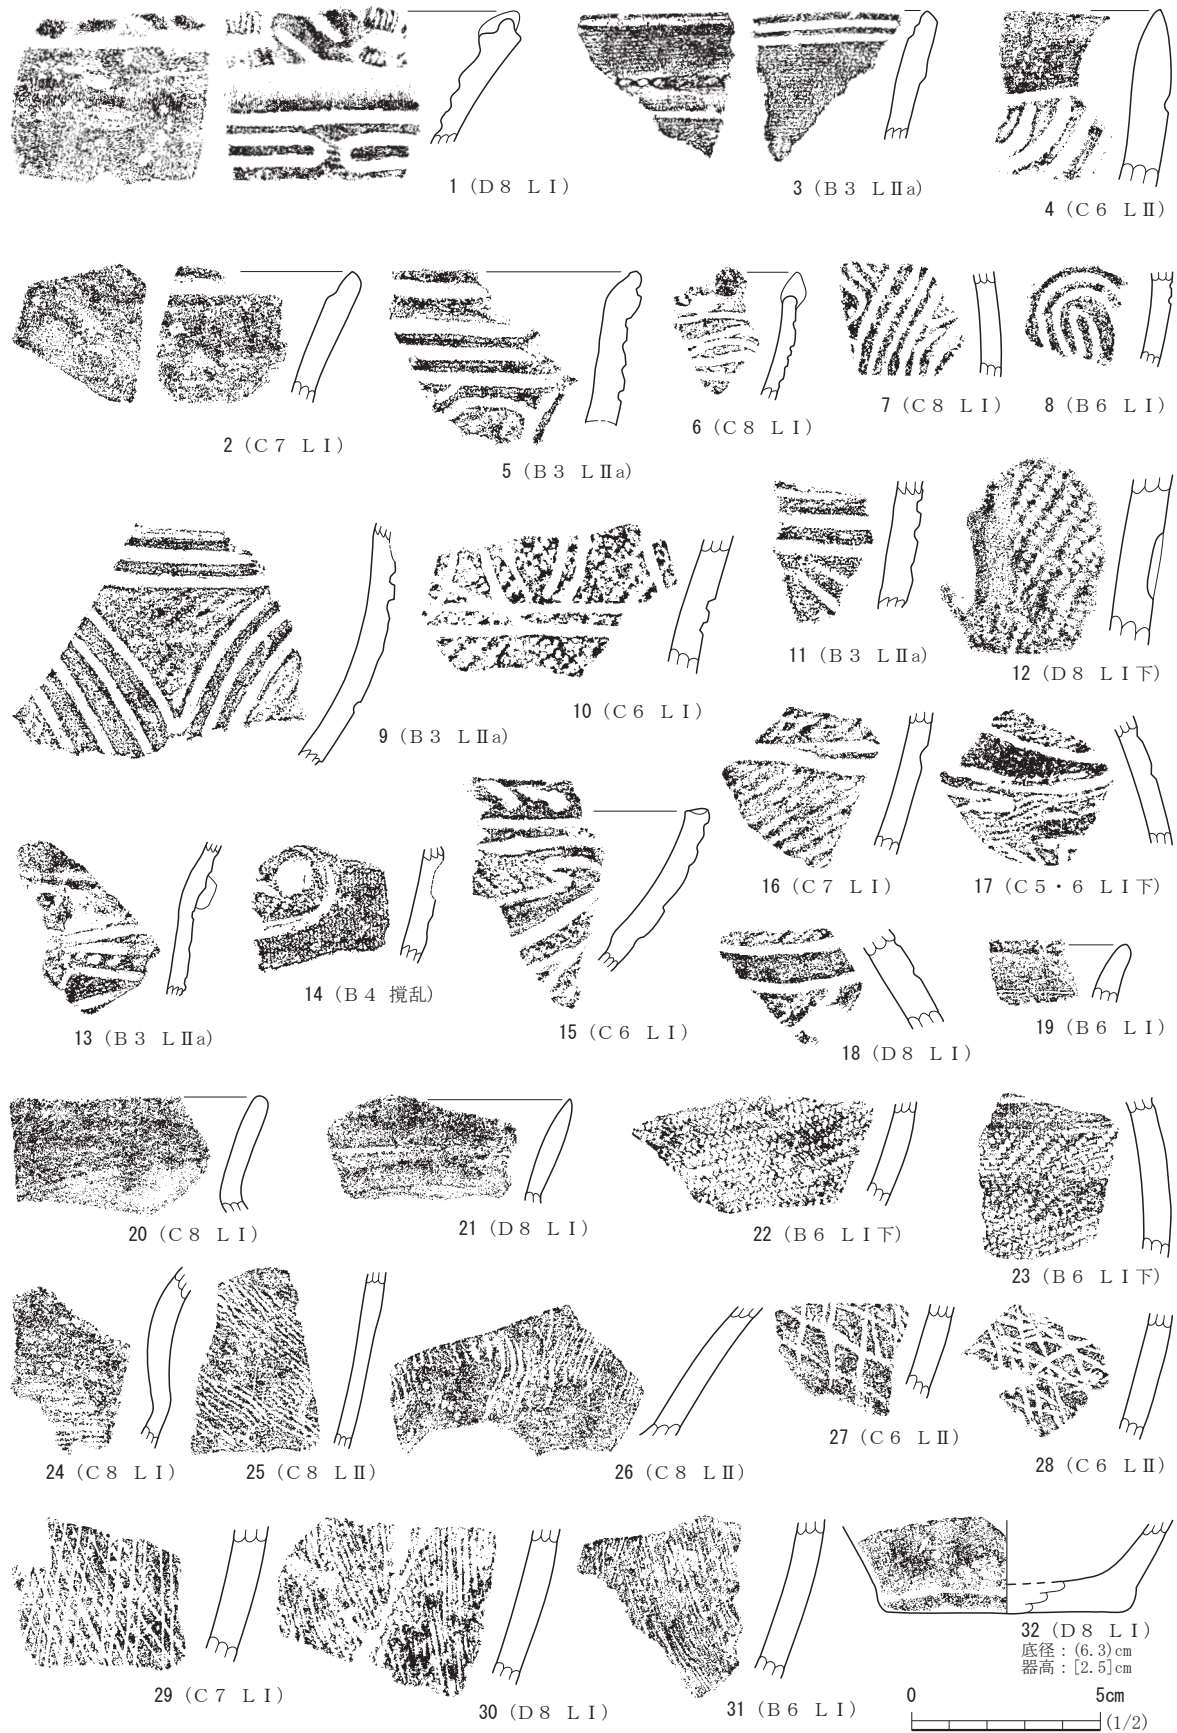 1（D8 LⅠ）
3（B3 LⅡa）
4（C6 LⅡ）
2（C7 LⅠ）
5（B3 LⅡa）
6（C8 LⅠ）
7（C8 LⅠ）
8（B6 LⅠ）
9（B3 LⅡa）
10（C6 LⅠ）
11（B3 LⅡa）
12（D8 LⅠ下）
13（B3 LⅡa）
14（B4 撹乱）
15（C6 LⅠ）
16（C7 LⅠ）
17（C5・6 LⅠ下）
18（D8 LⅠ）
19（B6 LⅠ）
20（C8 LⅠ）
21（D8 LⅠ）
22（B6 LⅠ下）
23（B6 LⅠ下）
24（C8 LⅠ）
25（C8 LⅡ）
26（C8 LⅡ）
27（C6 LⅡ）
28（C6 LⅡ）
29（C7 LⅠ）
30（D8 LⅠ）
31（B6 LⅠ）
32（D8 LⅠ）
底径：(6.3)cm
器高：[2.5]cm
0 5cm
(1/2)